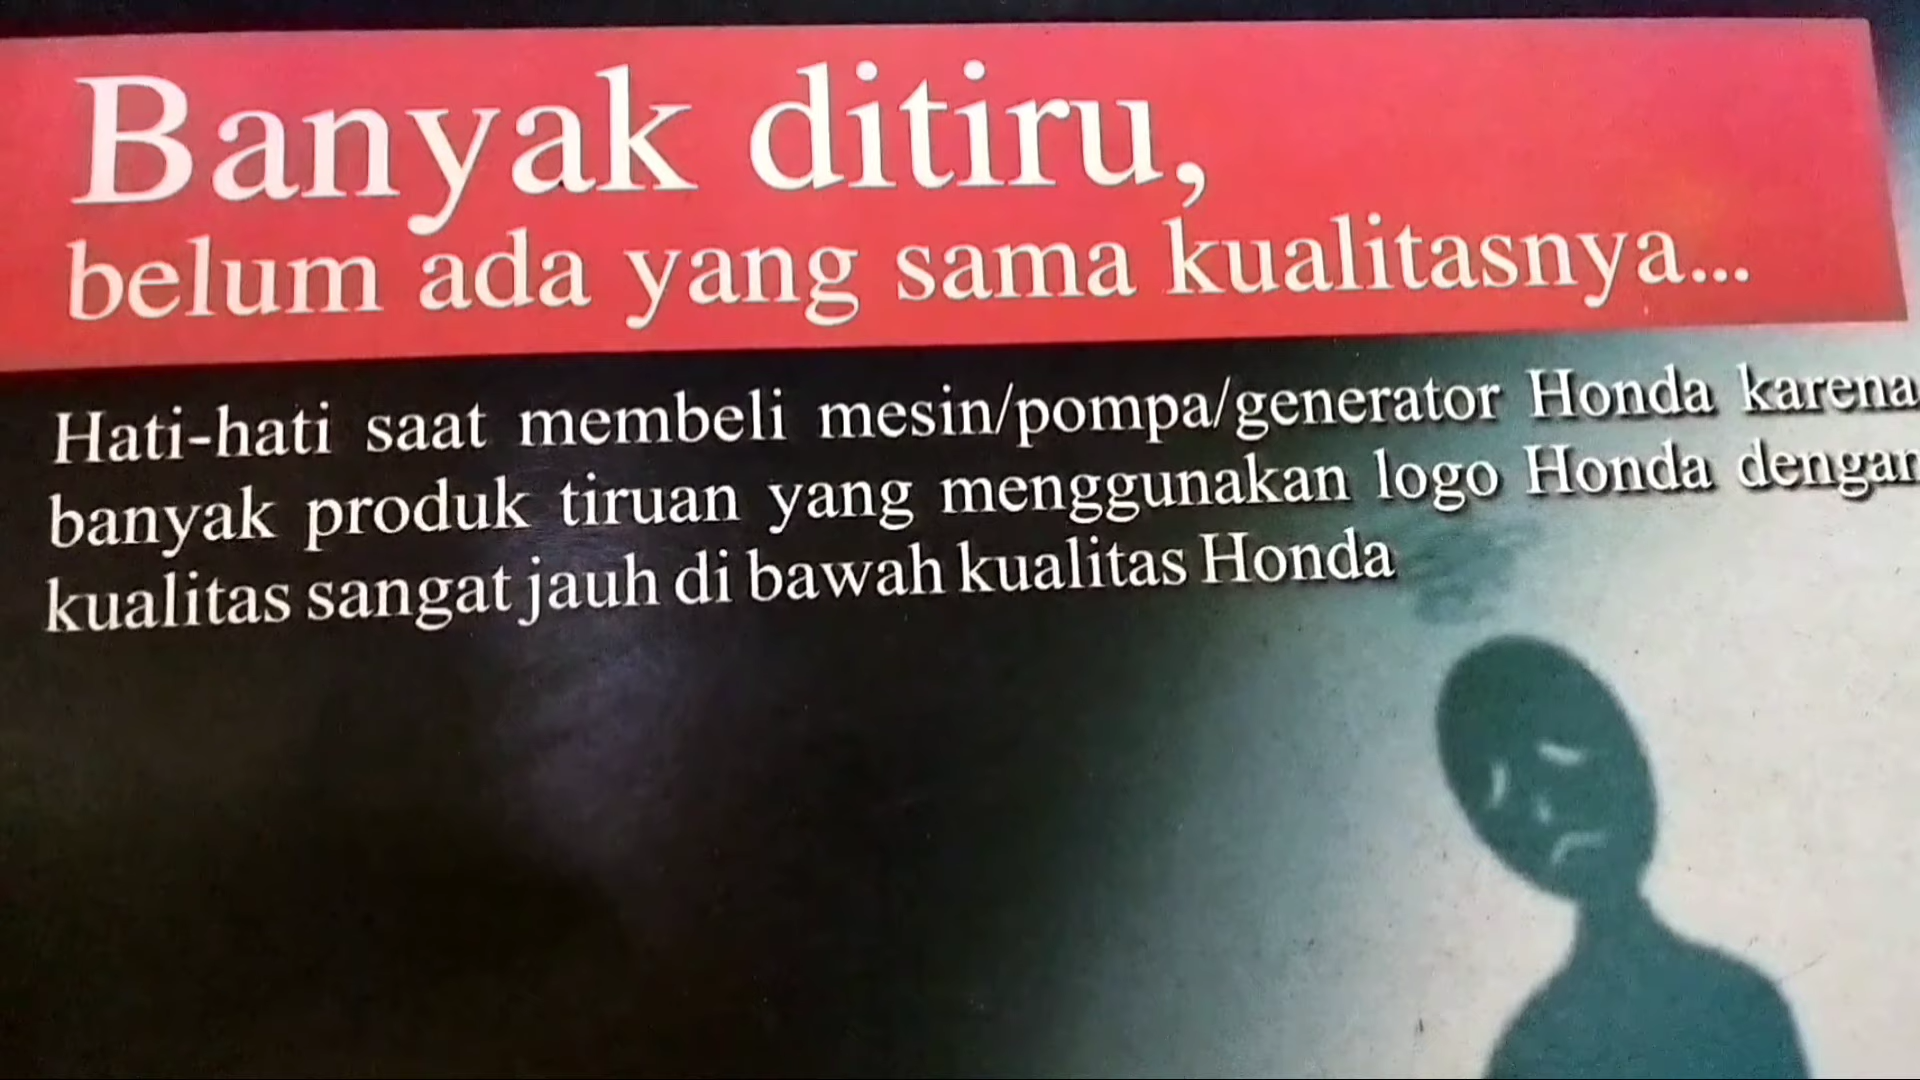 Banyak ditiru,
belum ada yang sama kualitasnya...
Hati-hati saat membeli mesin/pompa/generator Honda karena
banyak produk tiruan yang menggunakan logo Honda dengan
kualitas sangat jauh di bawah kualitas Honda